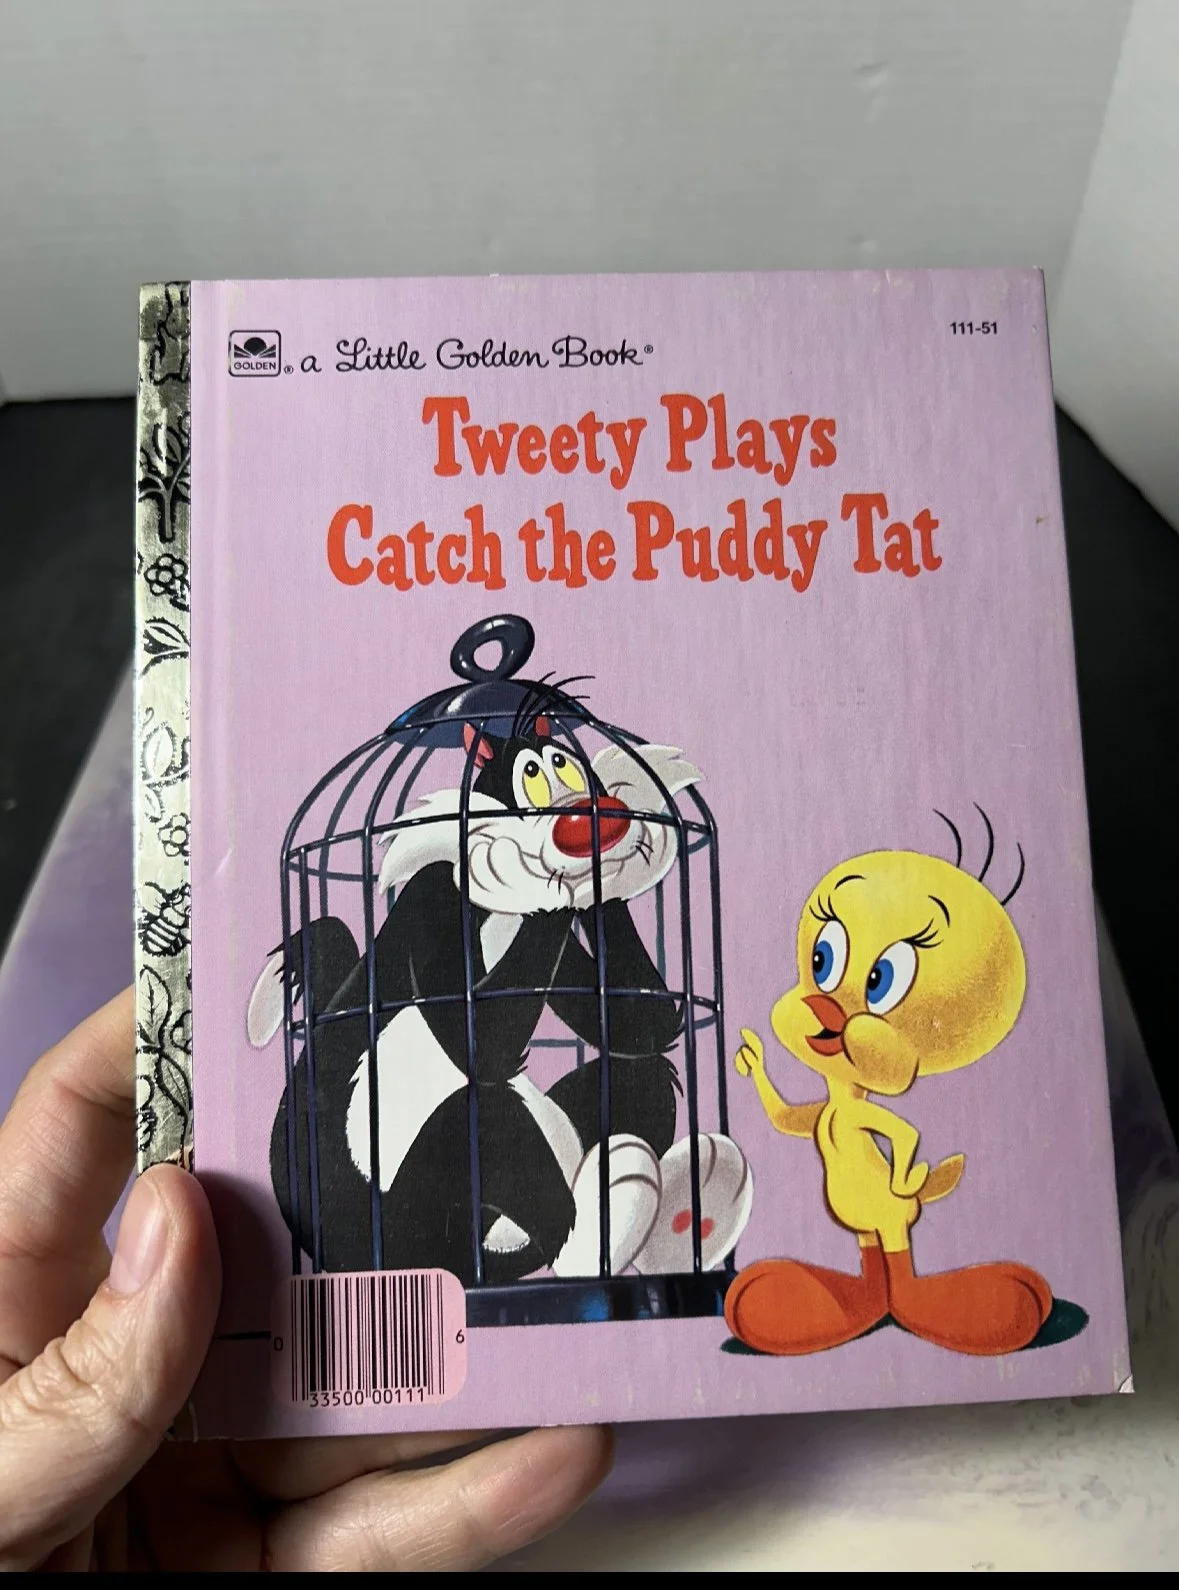 111-51
GOLDEN® a Little Golden Book®
Tweety Plays
Catch the Puddy Tat
0 33500 00111 6